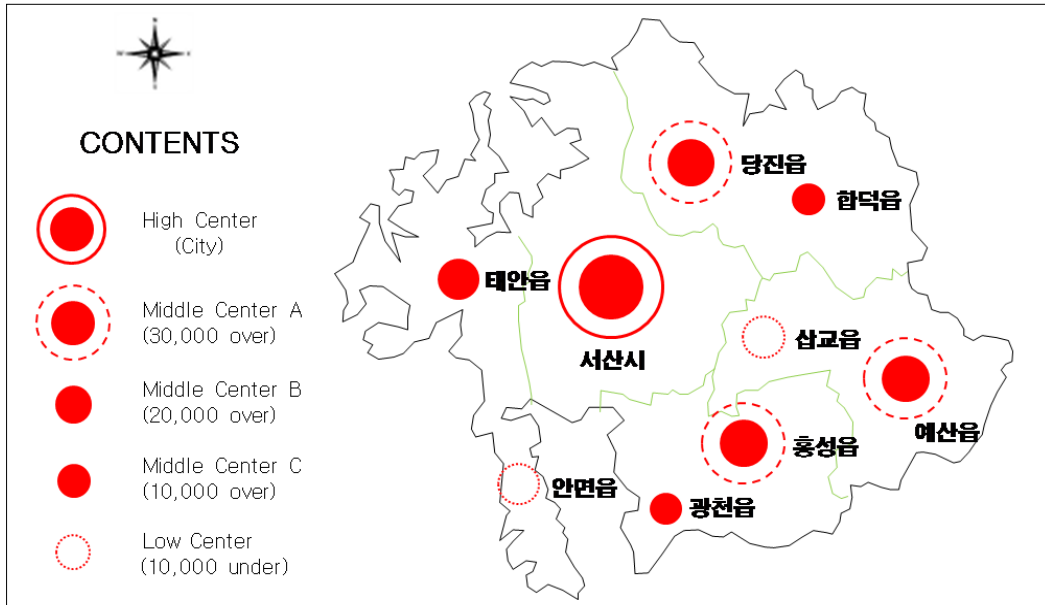 CONTENTS
High Center
(City)
Middle Center A
(30,000 over)
Middle Center B
(20,000 over)
Middle Center C
(10,000 over)
Low Center
(10,000 under)
당진읍
합덕읍
태안읍
서산시
삽교읍
예산읍
홍성읍
안면읍
광천읍